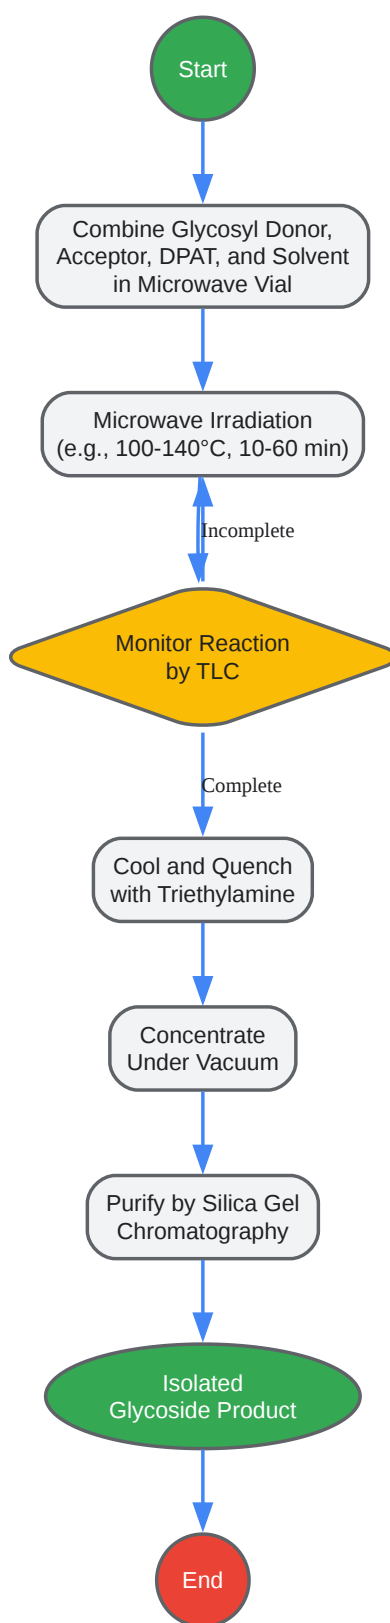 Start
Combine Glycosyl Donor,
Acceptor, DPAT, and Solvent
in Microwave Vial
Microwave Irradiation
(e.g., 100-140°C, 10-60 min)
Incomplete
Monitor Reaction
by TLC
Complete
Cool and Quench
with Triethylamine
Concentrate
Under Vacuum
Purify by Silica Gel
Chromatography
Isolated
Glycoside Product
End